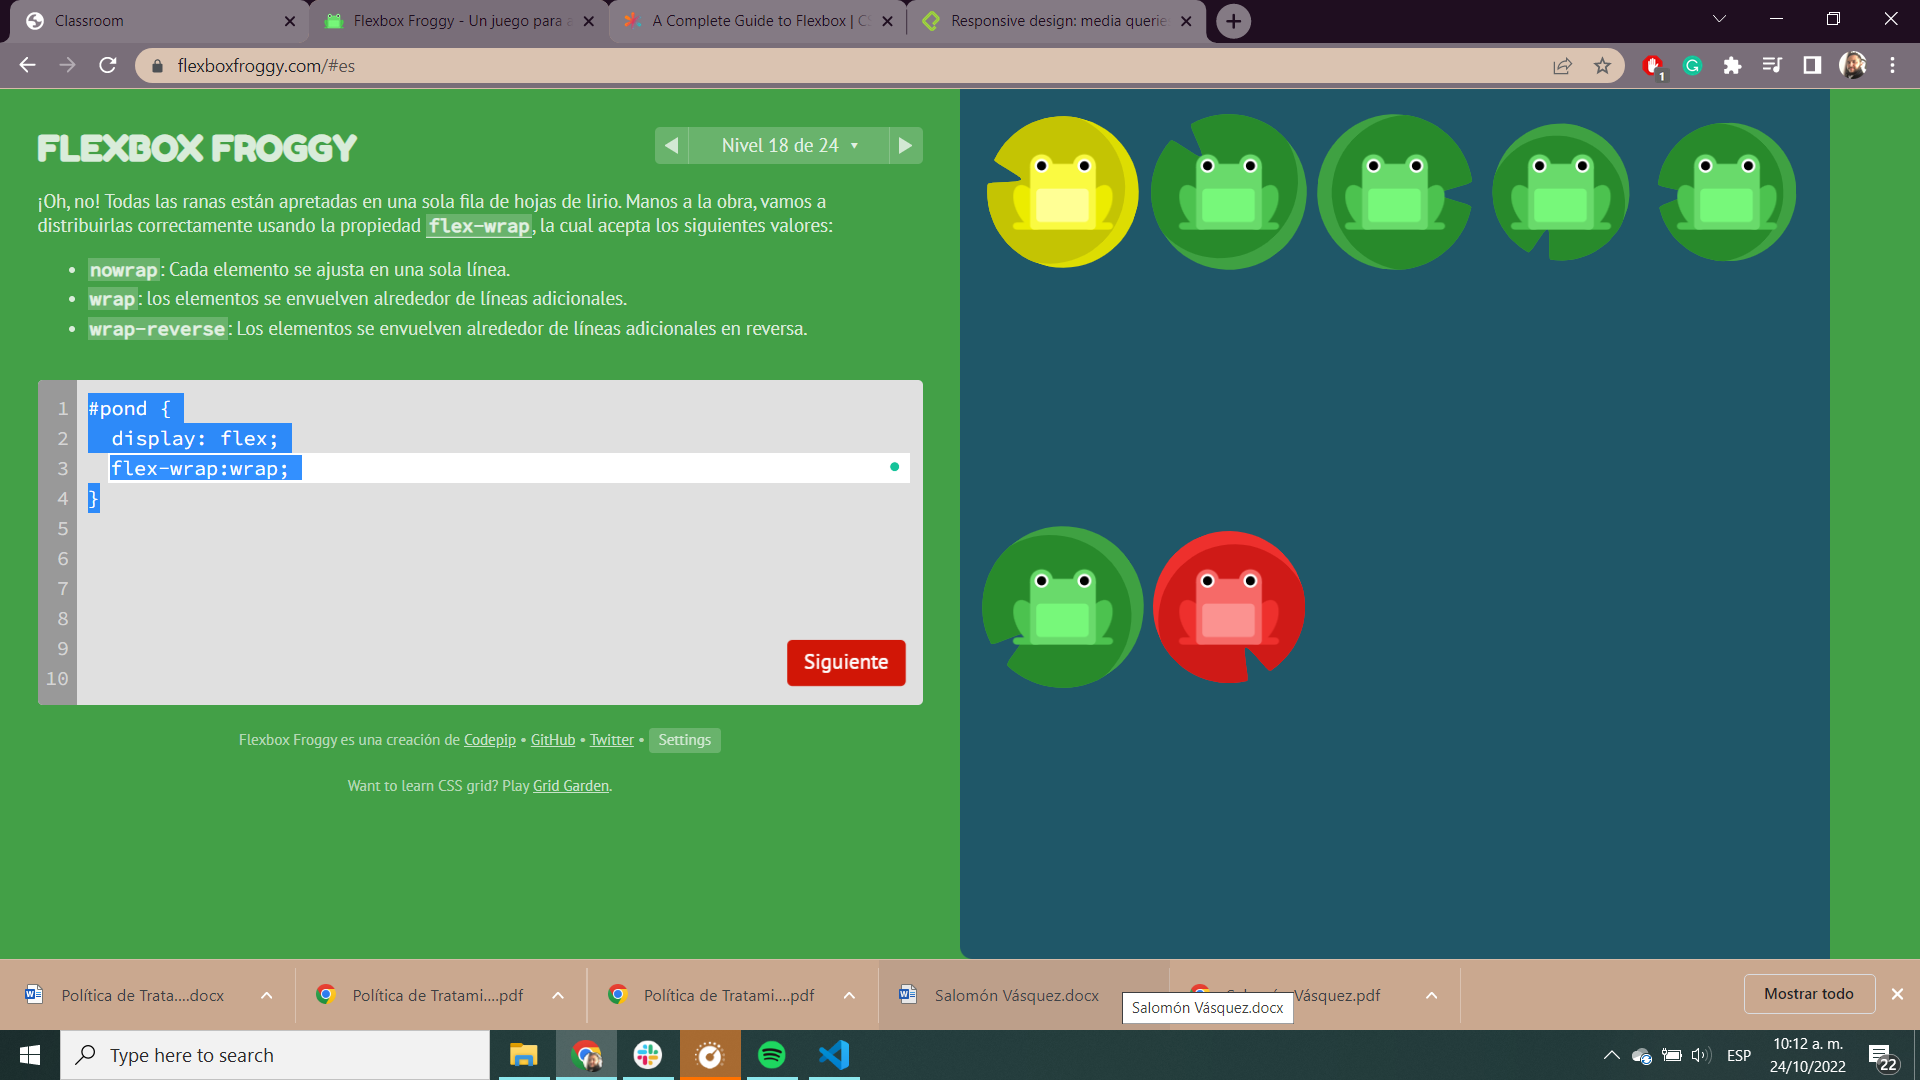 Classroom
Flexbox Froggy - Un juego para a
A Complete Guide to Flexbox | CS
Responsive design: media querie
flexboxfroggy.com/#es
1
FLEXBOX FROGGY
Nivel 18 de 24
¡Oh, no! Todas las ranas están apretadas en una sola fila de hojas de lirio. Manos a la obra, vamos a
distribuirlas correctamente usando la propiedad flex-wrap, la cual acepta los siguientes valores:
• nowrap: Cada elemento se ajusta en una sola línea.
• wrap: los elementos se envuelven alrededor de líneas adicionales.
• wrap-reverse: Los elementos se envuelven alrededor de líneas adicionales en reversa.
1 #pond {
2 display: flex;
3 flex-wrap:wrap;
4 }
5
6
7
8
9
10
Siguiente
Flexbox Froggy es una creación de Codepip • GitHub • Twitter • Settings
Want to learn CSS grid? Play Grid Garden.
Política de Trata....docx
Política de Tratami....pdf
Política de Tratami....pdf
Salomón Vásquez.docx
Vásquez.pdf
Mostrar todo
Salomón Vásquez.docx
Type here to search
ESP
10:12 a. m.
24/10/2022
22